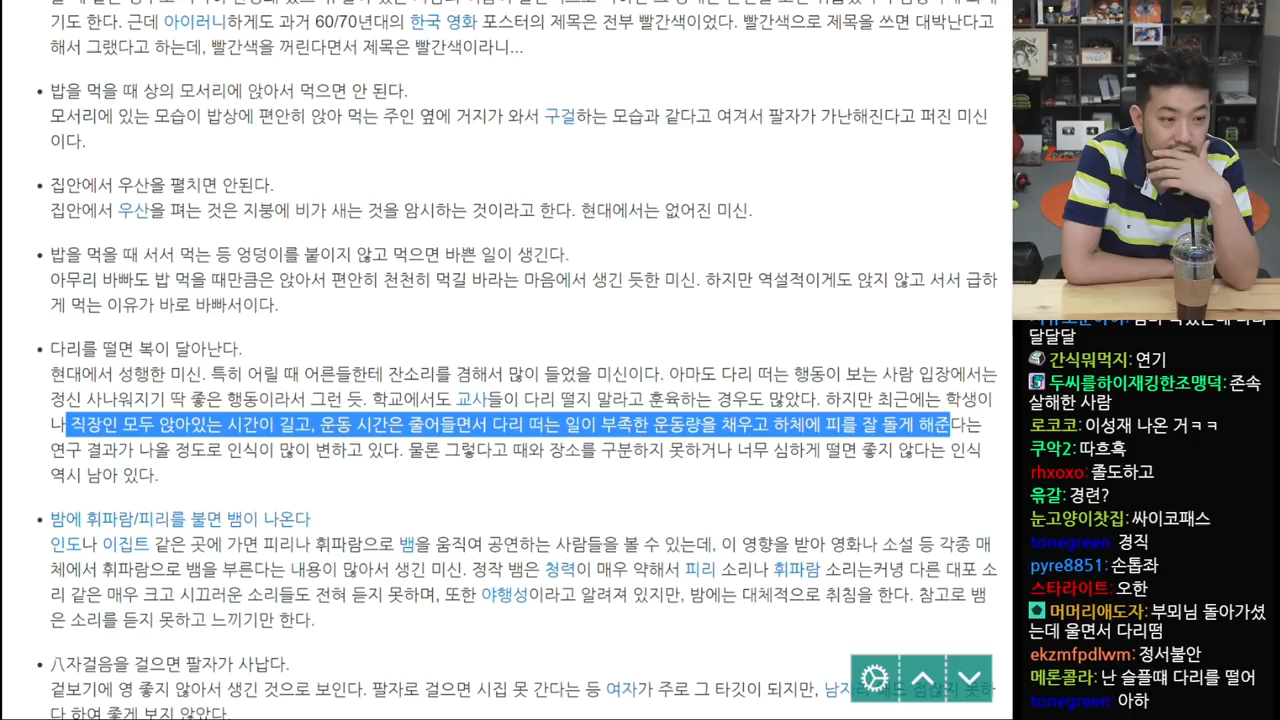 기도 한다. 근데 아이러니하게도 과거 60/70년대의 한국 영화 포스터의 제목은 전부 빨간색이었다. 빨간색으로 제목을 쓰면 대박난다고
해서 그랬다고 하는데, 빨간색을 꺼린다면서 제목은 빨간색이라니...
• 밥을 먹을 때 상의 모서리에 앉아서 먹으면 안 된다.
모서리에 있는 모습이 밥상에 편안히 앉아 먹는 주인 옆에 거지가 와서 구걸하는 모습과 같다고 여겨서 팔자가 가난해진다고 퍼진 미신
이다.
• 집안에서 우산을 펼치면 안된다.
집안에서 우산을 펴는 것은 지붕에 비가 새는 것을 암시하는 것이라고 한다. 현대에서는 없어진 미신.
• 밥을 먹을 때 서서 먹는 등 엉덩이를 붙이지 않고 먹으면 바쁜 일이 생긴다.
아무리 바빠도 밥 먹을 때만큼은 앉아서 편안히 천천히 먹길 바라는 마음에서 생긴 듯한 미신. 하지만 역설적이게도 앉지 않고 서서 급하
게 먹는 이유가 바로 바빠서이다.
• 다리를 떨면 복이 달아난다.
현대에서 성행한 미신. 특히 어릴 때 어른들한테 잔소리를 겸해서 많이 들었을 미신이다. 아마도 다리 떠는 행동이 보는 사람 입장에서는
정신 사나워지기 딱 좋은 행동이라서 그런 듯. 학교에서도 교사들이 다리 떨지 말라고 훈육하는 경우도 많았다. 하지만 최근에는 학생이
나 직장인 모두 앉아있는 시간이 길고, 운동 시간은 줄어들면서 다리 떠는 일이 부족한 운동량을 채우고 하체에 피를 잘 돌게 해준다는
연구 결과가 나올 정도로 인식이 많이 변하고 있다. 물론 그렇다고 때와 장소를 구분하지 못하거나 너무 심하게 떨면 좋지 않다는 인식
역시 남아 있다.
• 밤에 휘파람/피리를 불면 뱀이 나온다
인도나 이집트 같은 곳에 가면 피리나 휘파람으로 뱀을 움직여 공연하는 사람들을 볼 수 있는데, 이 영향을 받아 영화나 소설 등 각종 매
체에서 휘파람으로 뱀을 부른다는 내용이 많아서 생긴 미신. 정작 뱀은 청력이 매우 약해서 피리 소리나 휘파람 소리는커녕 다른 대포 소
리 같은 매우 크고 시끄러운 소리들도 전혀 듣지 못하며, 또한 야행성이라고 알려져 있지만, 밤에는 대체적으로 취침을 한다. 참고로 뱀
은 소리를 듣지 못하고 느끼기만 한다.
• 八자걸음을 걸으면 팔자가 사납다.
겉보기에 영 좋지 않아서 생긴 것으로 보인다. 팔자로 걸으면 시집 못 간다는 등 여자가 주로 그 타깃이 되지만, 남자
다 하여 좋게 보지 않았다.
달달달
간식뭐먹지: 연기
두씨를하이재킹한조맹덕: 존속
살해한 사람
로코코: 이성재 나온 거ㅋㅋ
쿠악2: 따흐흑
rhxoxo: 졸도하고
윾갈: 경련?
눈고양이찻집: 싸이코패스
tonegreen: 경직
pyre8851: 손톱좌
스타라이트: 오한
머머리애도자: 부뫼님 돌아가셨
는데 울면서 다리떰
ekzmfpdlwm: 정서불안
메론콜라: 난 슬플떄 다리를 떨어
tonegreen: 아하